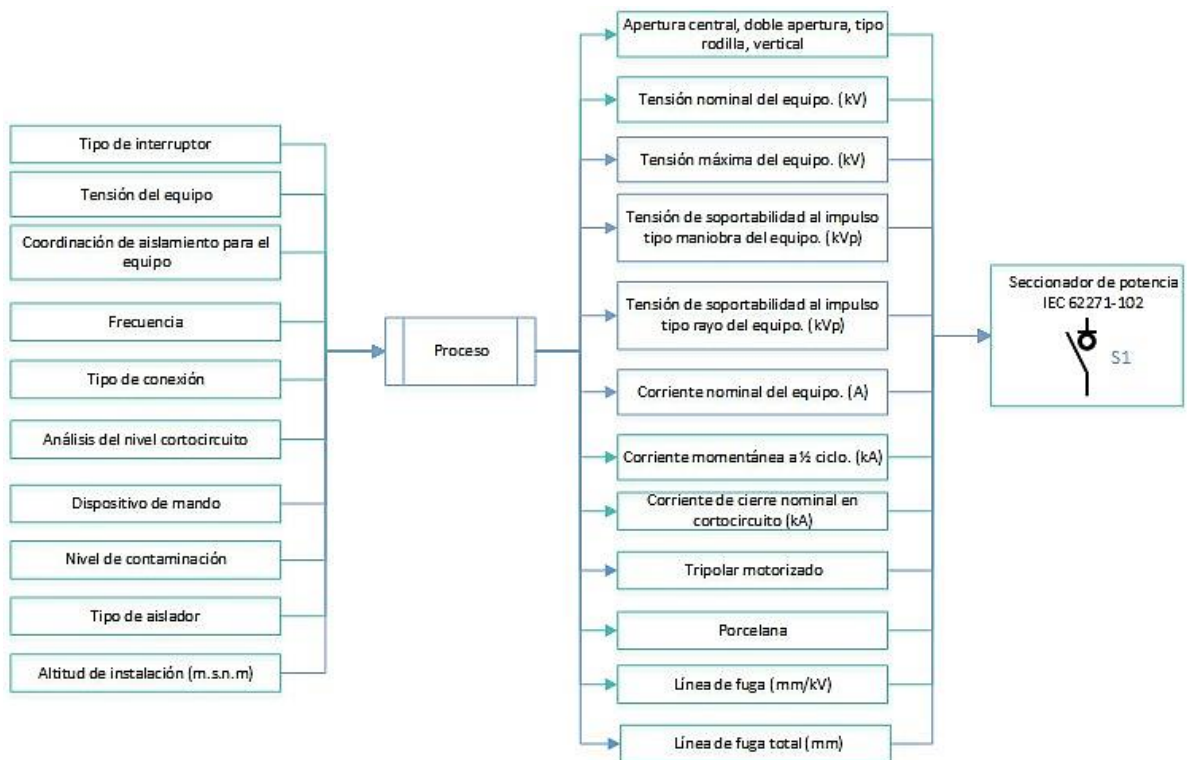 Tipo de interruptor
Tensión del equipo
Coordinación de aislamiento para el
equipo
Frecuencia
Tipo de conexión
Análisis del nivel cortocircuito
Dispositivo de mando
Nivel de contaminación
Tipo de aislador
Altitud de instalación (m.s.n.m)
Proceso
Apertura central, doble apertura, tipo
rodilla, vertical
Tensión nominal del equipo. (kV)
Tensión máxima del equipo. (kV)
Tensión de soportabilidad al impulso
tipo maniobra del equipo. (kVp)
Tensión de soportabilidad al impulso
tipo rayo del equipo. (kVp)
Corriente nominal del equipo. (A)
Corriente momentánea a ½ ciclo. (kA)
Corriente de cierre nominal en
cortocircuito (kA)
Tripolar motorizado
Porcelana
Línea de fuga (mm/kV)
Línea de fuga total (mm)
Seccionador de potencia
IEC 62271-102
S1